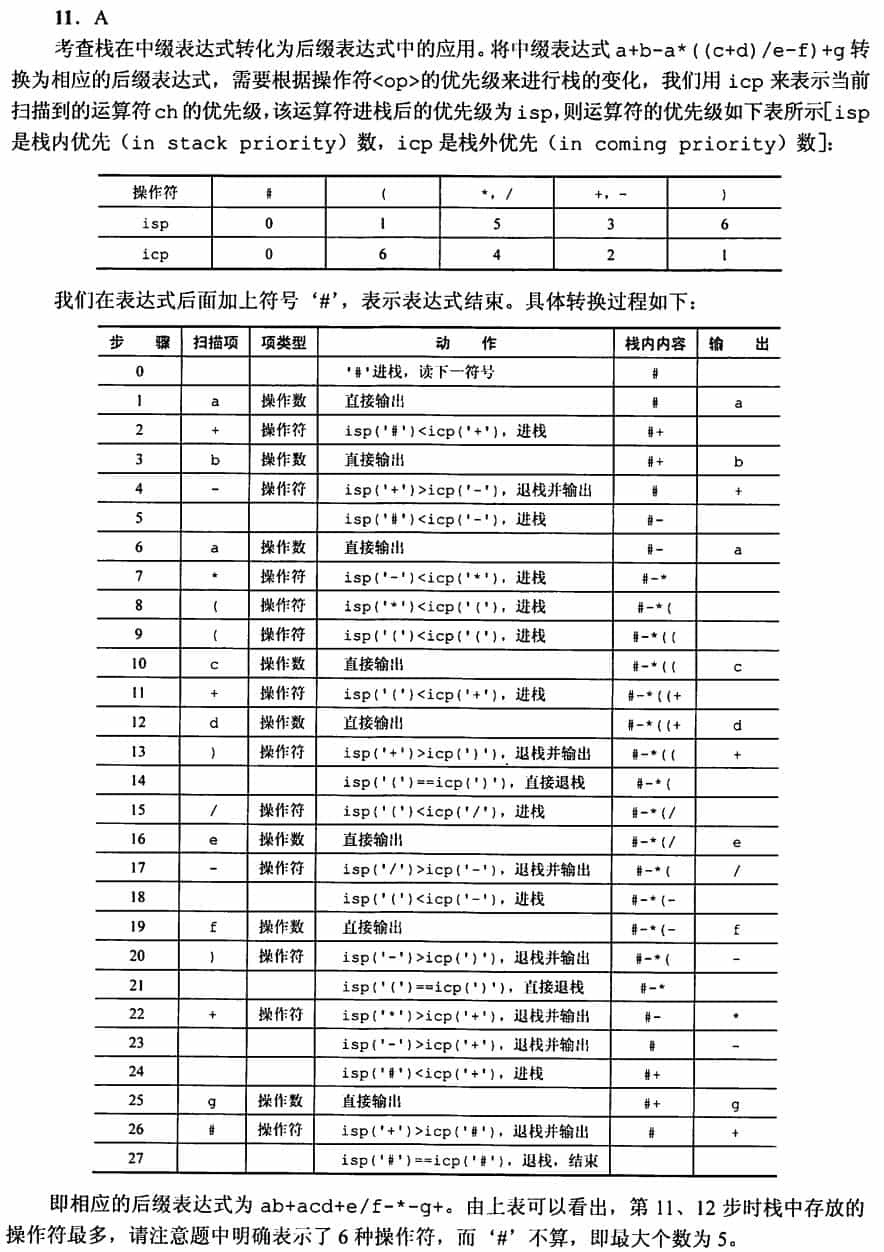 11. A
考查栈在中缀表达式转化为后缀表达式中的应用。将中缀表达式 a+b-a*((c+d)/e-f)+g 转
换为相应的后缀表达式，需要根据操作符<op>的优先级来进行栈的变化，我们用 icp 来表示当前
扫描到的运算符 ch 的优先级，该运算符进栈后的优先级为 isp，则运算符的优先级如下表所示[isp
是栈内优先（in stack priority）数，icp 是栈外优先（in coming priority）数]：
操作符 # ( *，/ +，- )
isp 0 1 5 3 6
icp 0 6 4 2 1
我们在表达式后面加上符号‘#’，表示表达式结束。具体转换过程如下：
步 骤 扫描项 项类型 动 作 栈内内容 输 出
0 '#'进栈，读下一符号 #
1 a 操作数 直接输出 # a
2 + 操作符 isp('#')<icp('+')，进栈 #+
3 b 操作数 直接输出 #+ b
4 - 操作符 isp('+')>icp('-')，退栈并输出 # +
5 isp('#')<icp('-')，进栈 #-
6 a 操作数 直接输出 #- a
7 * 操作符 isp('-')<icp('*')，进栈 #-*
8 ( 操作符 isp('*')<icp('(')，进栈 #-*(
9 ( 操作符 isp('(')<icp('(')，进栈 #-*((
10 c 操作数 直接输出 #-*(( c
11 + 操作符 isp('(')<icp('+')，进栈 #-*((+
12 d 操作数 直接输出 #-*((+ d
13 ) 操作符 isp('+')>icp(')')，退栈并输出 #-*(( +
14 isp('(')==icp(')')，直接退栈 #-*(
15 / 操作符 isp('(')<icp('/')，进栈 #-*(/
16 e 操作数 直接输出 #-*(/ e
17 - 操作符 isp('/')>icp('-')，退栈并输出 #-*( /
18 isp('(')<icp('-')，进栈 #-*(-
19 f 操作数 直接输出 #-*(- f
20 ) 操作符 isp('-')>icp(')')，退栈并输出 #-*( -
21 isp('(')==icp(')')，直接退栈 #-*
22 + 操作符 isp('*')>icp('+')，退栈并输出 #- *
23 isp('-')>icp('+')，退栈并输出 # -
24 isp('#')<icp('+')，进栈 #+
25 g 操作数 直接输出 #+ g
26 # 操作符 isp('+')>icp('#')，退栈并输出 # +
27 isp('#')==icp('#')，退栈，结束
即相应的后缀表达式为 ab+acd+e/f-*-g+。由上表可以看出，第 11、12 步时栈中存放的
操作符最多，请注意题中明确表示了 6 种操作符，而‘#’不算，即最大个数为 5。